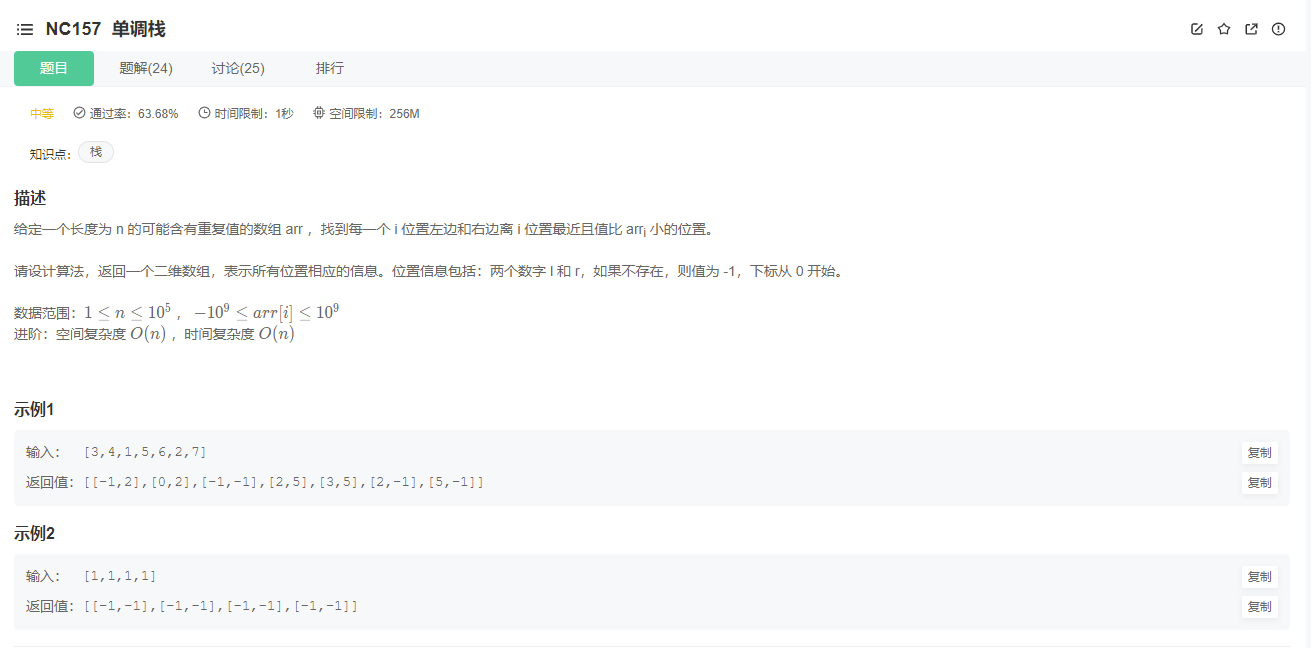 NC157 单调栈
题目 题解(24) 讨论(25) 排行
中等 通过率：63.68% 时间限制：1秒 空间限制：256M
知识点： 栈
描述
给定一个长度为 n 的可能含有重复值的数组 arr ，找到每一个 i 位置左边和右边离 i 位置最近且值比 arri 小的位置。
请设计算法，返回一个二维数组，表示所有位置相应的信息。位置信息包括：两个数字 l 和 r，如果不存在，则值为 -1，下标从 0 开始。
数据范围：1 ≤ n ≤ 10^5 ， −10^9 ≤ arr[i] ≤ 10^9
进阶：空间复杂度 O(n) ，时间复杂度 O(n)
示例1
输入： [3,4,1,5,6,2,7] 复制
返回值：[[-1,2],[0,2],[-1,-1],[2,5],[3,5],[2,-1],[5,-1]] 复制
示例2
输入： [1,1,1,1] 复制
返回值：[[-1,-1],[-1,-1],[-1,-1],[-1,-1]] 复制